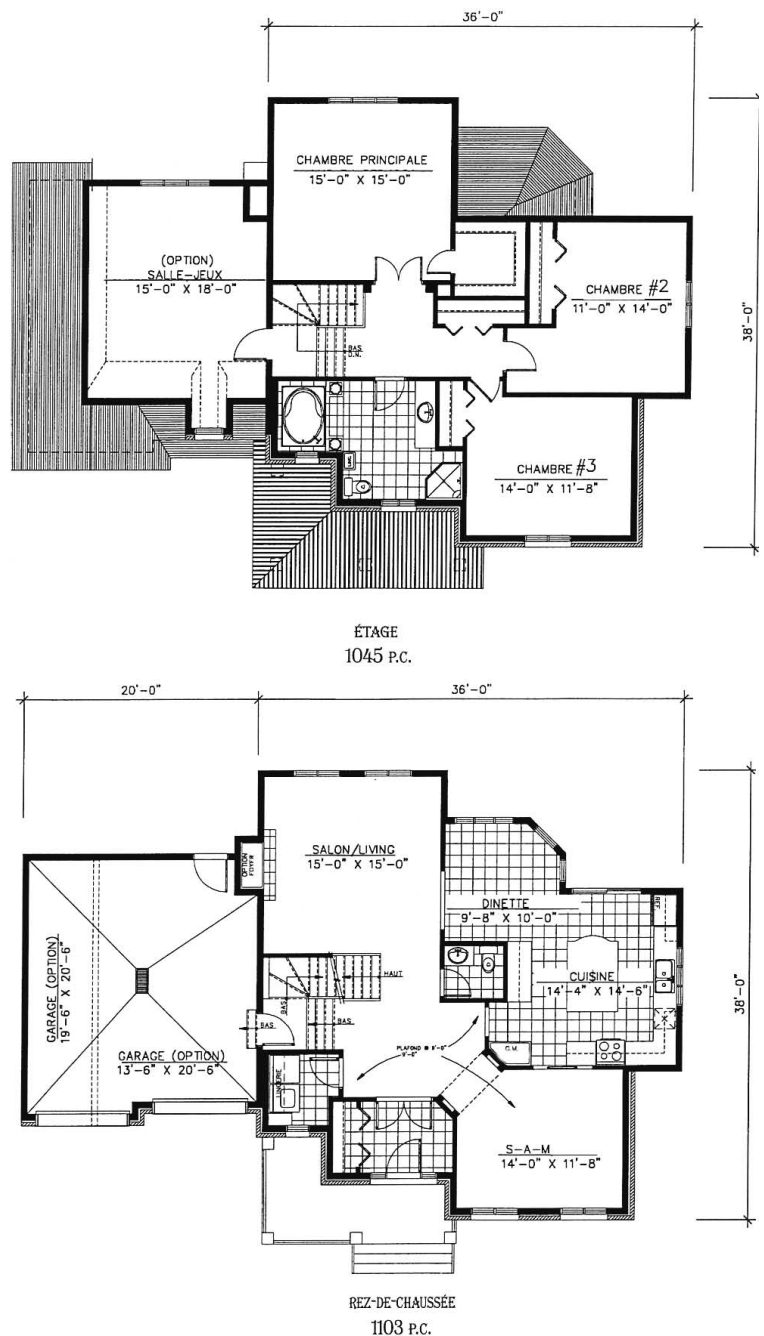 36'-0"
CHAMBRE PRINCIPALE
15'-0" X 15'-0"
(OPTION)
SALLE-JEUX
15'-0" X 18'-0"
CHAMBRE #2
11'-0" X 14'-0"
38'-0"
BAS
CHAMBRE #3
14'-0" X 11'-8"
ÉTAGE
1045 P.C.
20'-0"
36'-0"
SALON/LIVING
15'-0" X 15'-0"
OPTION
FOYER
DINETTE
9'-8" X 10'-0"
REF.
GARAGE (OPTION)
19'-6" X 20'-6"
HAUT
CUISINE
14'-4" X 14'-6"
38'-0"
BAS
BAS
BAS
GARAGE (OPTION)
13'-6" X 20'-6"
LINGERIE
S-A-M
14'-0" X 11'-8"
REZ-DE-CHAUSSÉE
1103 P.C.